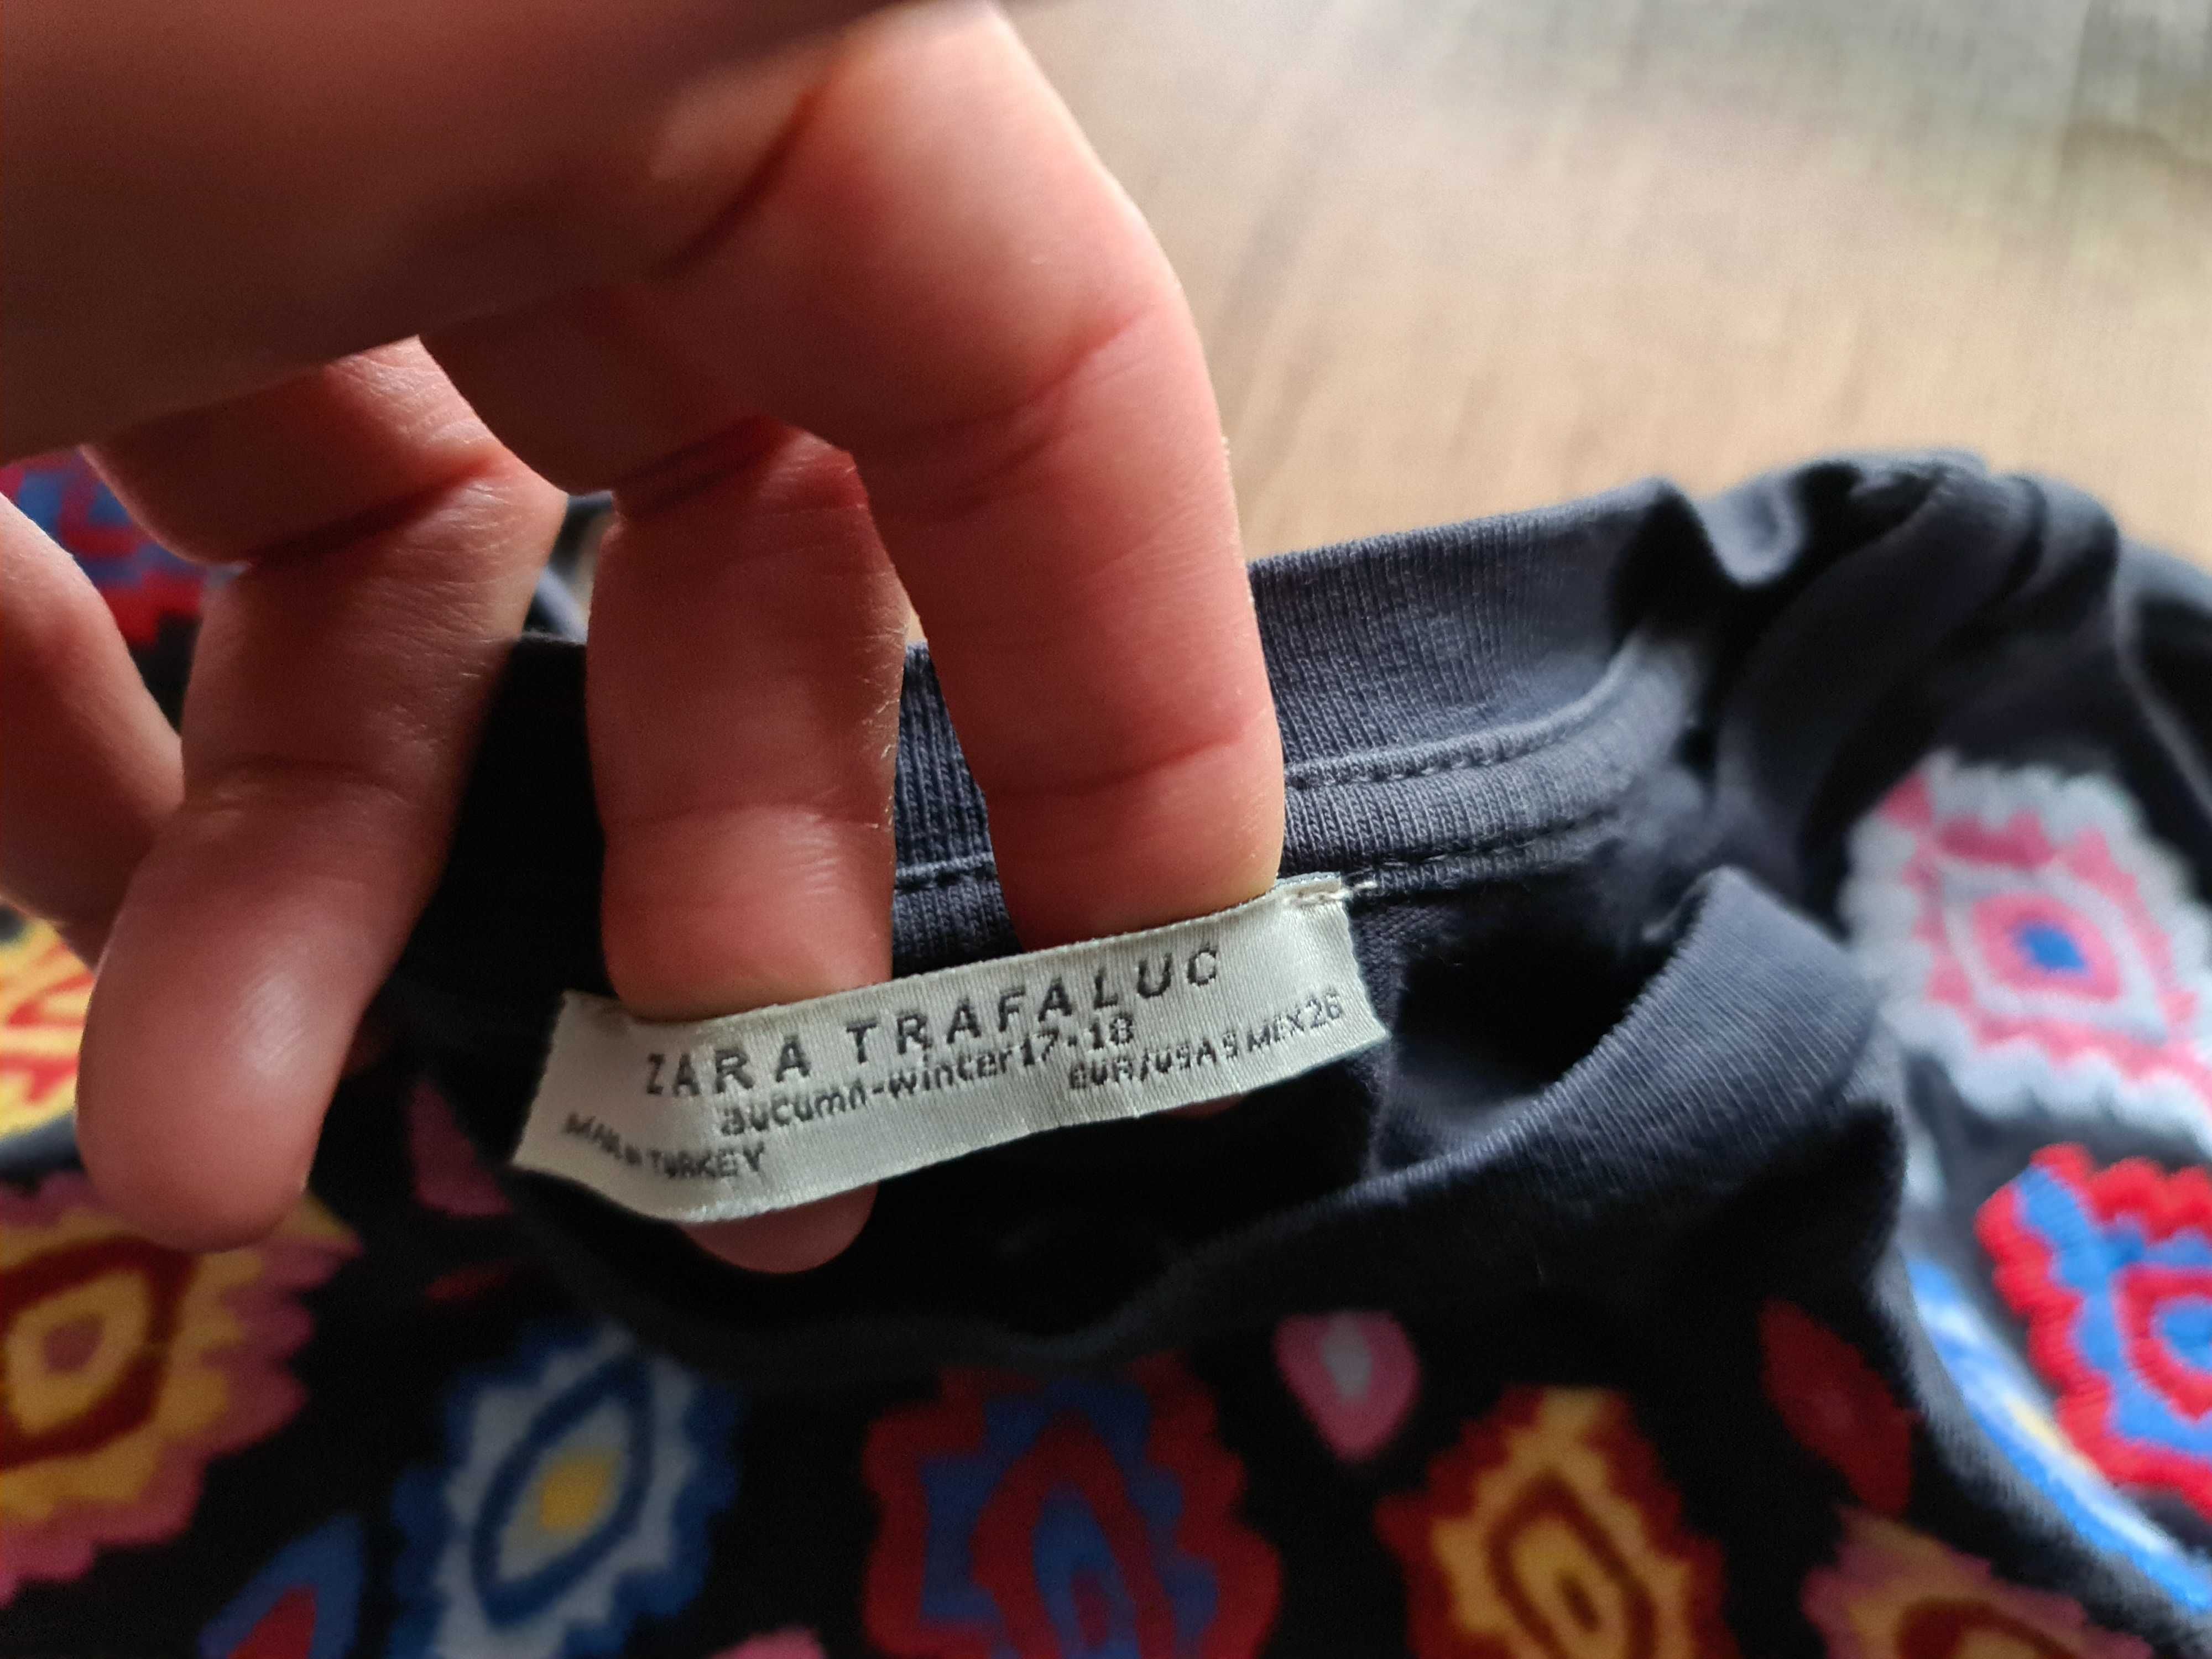 ZARA TRAFALUC
autumn-winter 17-18
EUR/USA S MEX 26
MADE IN TURKEY